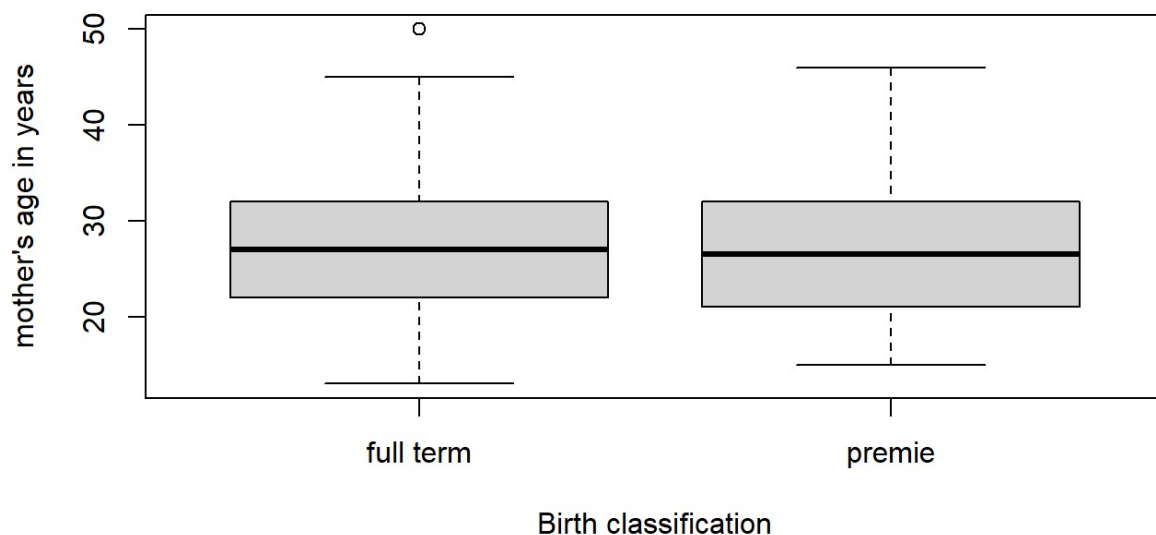 mother's age in years
50
40
30
20
full term
premie
Birth classification